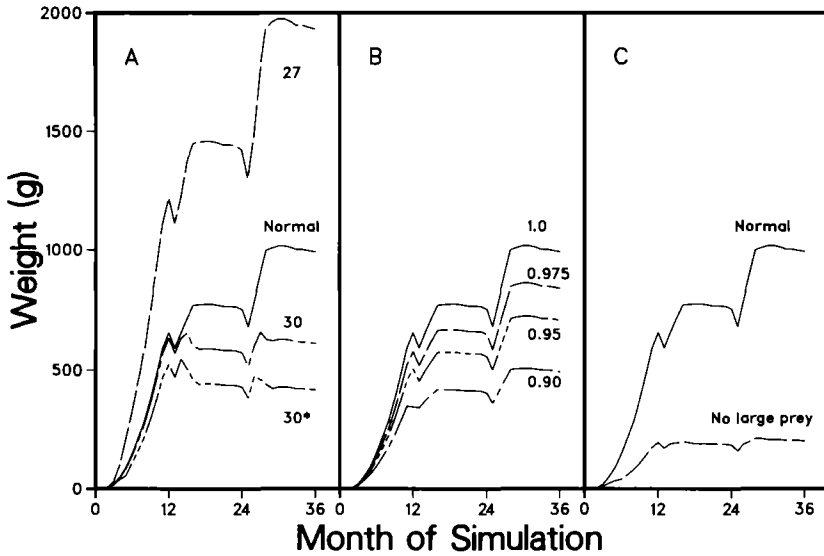 Weight (g)
2000
1500
1000
500
0
A
27
Normal
30
30*
B
1.0
0.975
0.95
0.90
C
Normal
No large prey
0 12 24 36
0 12 24 36
0 12 24 36
Month of Simulation